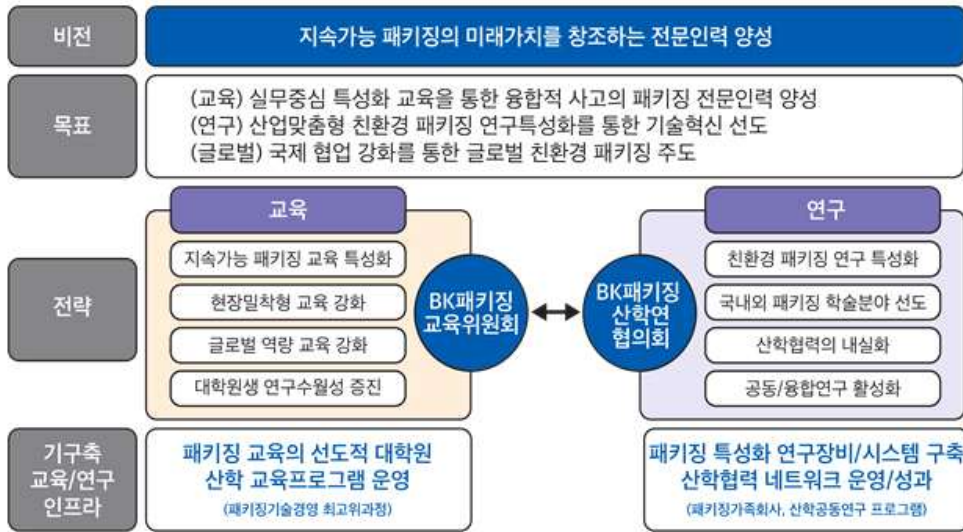 비전
지속가능 패키징의 미래가치를 창조하는 전문인력 양성
목표
(교육) 실무중심 특성화 교육을 통한 융합적 사고의 패키징 전문인력 양성
(연구) 산업맞춤형 친환경 패키징 연구특성화를 통한 기술혁신 선도
(글로벌) 국제 협업 강화를 통한 글로벌 친환경 패키징 주도
전략
교육
지속가능 패키징 교육 특성화
현장밀착형 교육 강화
글로벌 역량 교육 강화
대학원생 연구수월성 증진
BK패키징
교육위원회
BK패키징
산학연
협의회
연구
친환경 패키징 연구 특성화
국내외 패키징 학술분야 선도
산학협력의 내실화
공동/융합연구 활성화
기구축
교육/연구
인프라
패키징 교육의 선도적 대학원
산학 교육프로그램 운영
(패키징기술경영 최고위과정)
패키징 특성화 연구장비/시스템 구축
산학협력 네트워크 운영/성과
(패키징가족회사, 산학공동연구 프로그램)